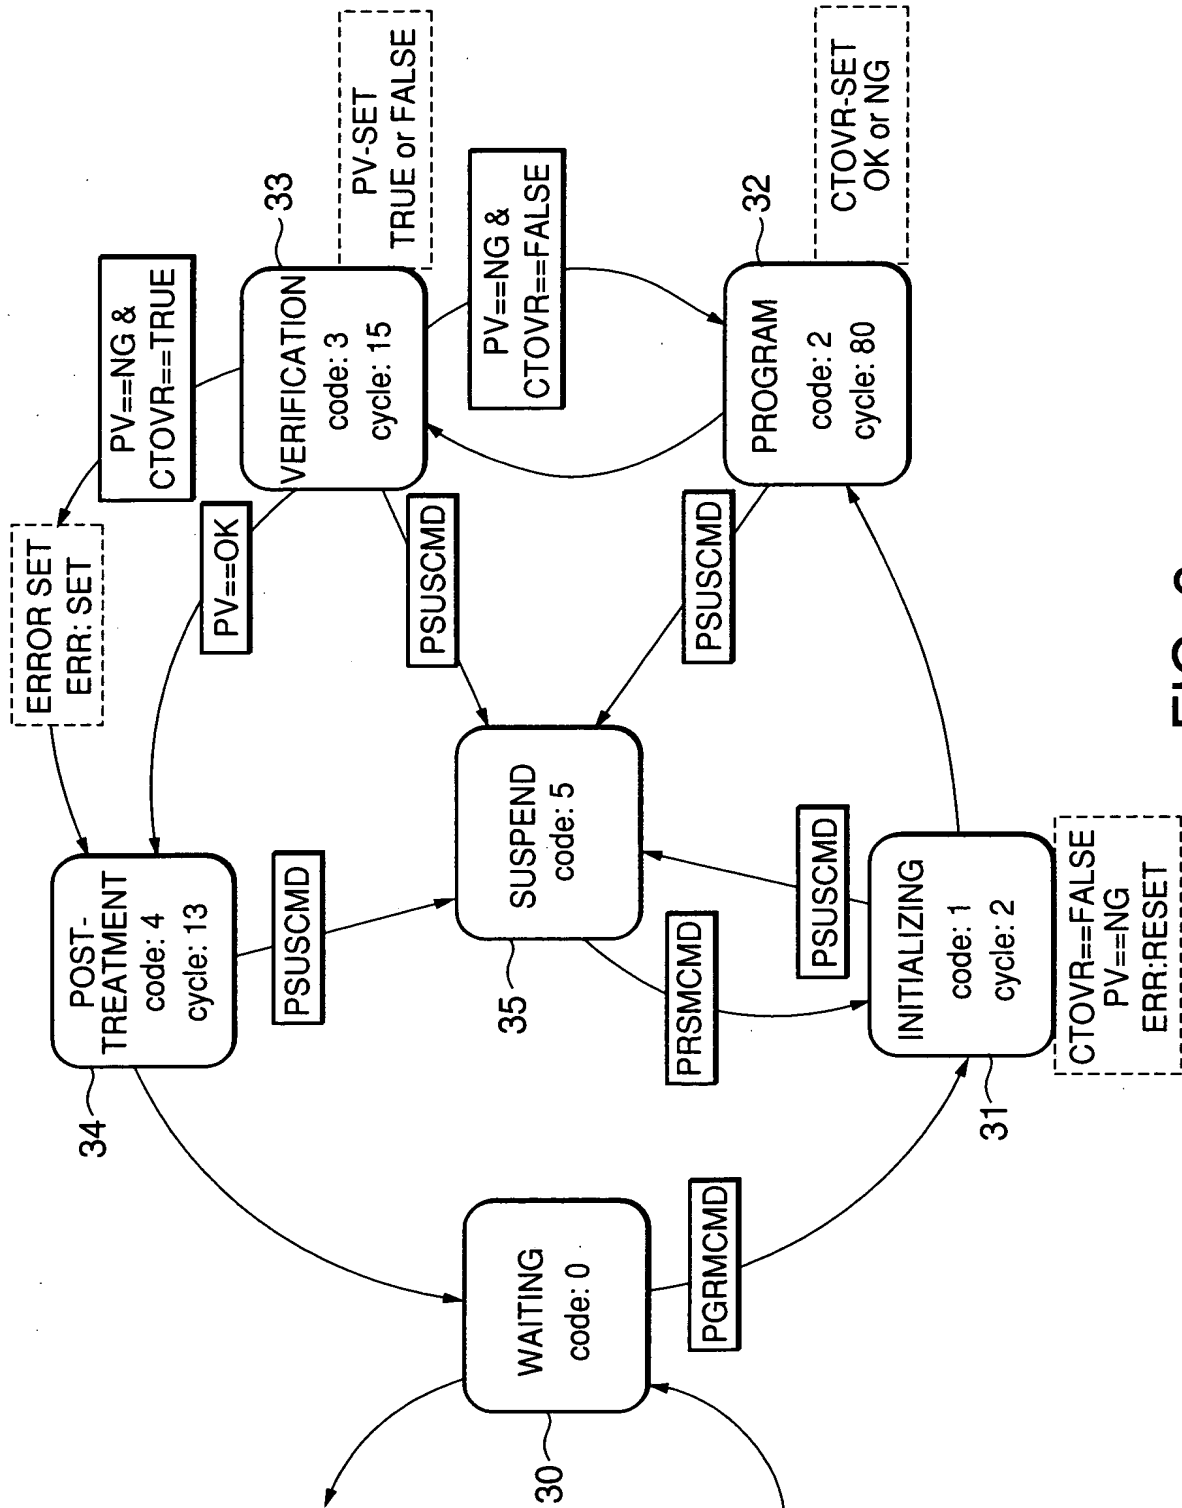 ERROR SET
ERR: SET
PV==NG &
CTOVR==TRUE
33
PV-SET
TRUE or FALSE
VERIFICATION
code: 3
cycle: 15
PV==OK
34
POST-
TREATMENT
code: 4
cycle: 13
PSUSCMD
PSUSCMD
PV==NG &
CTOVR==FALSE
30
WAITING
code: 0
35
SUSPEND
code: 5
PSUSCMD
32
PROGRAM
code: 2
cycle: 80
CTOVR-SET
OK or NG
PGRMCMD
PRSMCMD
PSUSCMD
31
INITIALIZING
code: 1
cycle: 2
CTOVR==FALSE
PV==NG
ERR:RESET